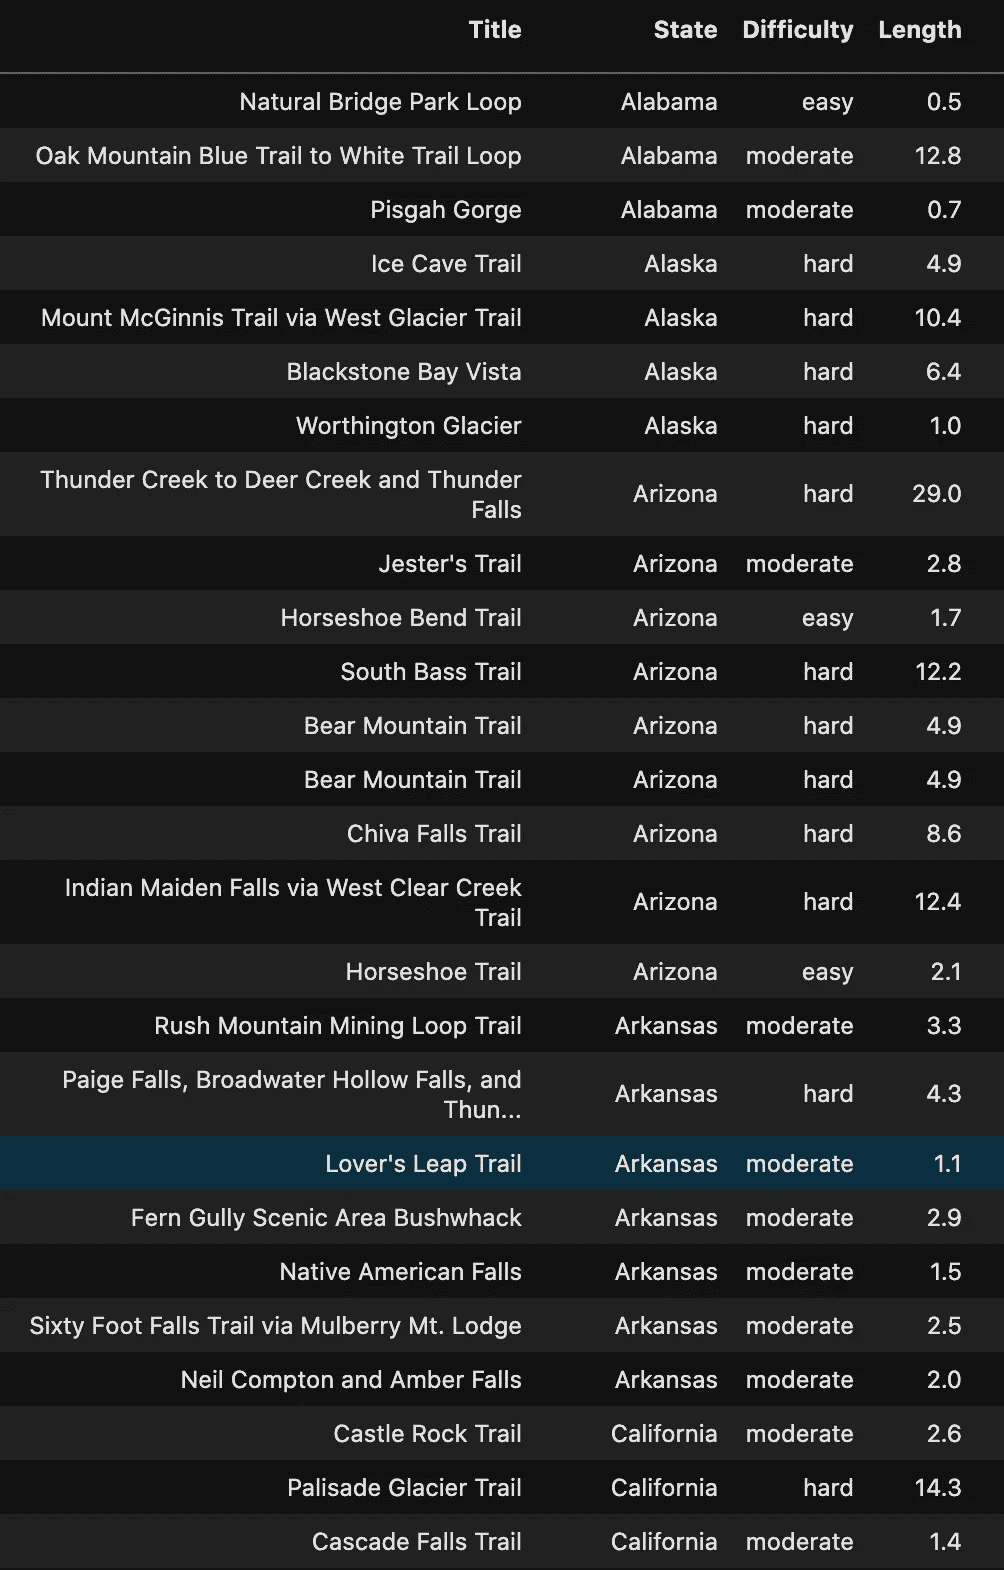 Title State Difficulty Length
Natural Bridge Park Loop Alabama easy 0.5
Oak Mountain Blue Trail to White Trail Loop Alabama moderate 12.8
Pisgah Gorge Alabama moderate 0.7
Ice Cave Trail Alaska hard 4.9
Mount McGinnis Trail via West Glacier Trail Alaska hard 10.4
Blackstone Bay Vista Alaska hard 6.4
Worthington Glacier Alaska hard 1.0
Thunder Creek to Deer Creek and Thunder
Falls Arizona hard 29.0
Jester's Trail Arizona moderate 2.8
Horseshoe Bend Trail Arizona easy 1.7
South Bass Trail Arizona hard 12.2
Bear Mountain Trail Arizona hard 4.9
Bear Mountain Trail Arizona hard 4.9
Chiva Falls Trail Arizona hard 8.6
Indian Maiden Falls via West Clear Creek
Trail Arizona hard 12.4
Horseshoe Trail Arizona easy 2.1
Rush Mountain Mining Loop Trail Arkansas moderate 3.3
Paige Falls, Broadwater Hollow Falls, and
Thun... Arkansas hard 4.3
Lover's Leap Trail Arkansas moderate 1.1
Fern Gully Scenic Area Bushwhack Arkansas moderate 2.9
Native American Falls Arkansas moderate 1.5
Sixty Foot Falls Trail via Mulberry Mt. Lodge Arkansas moderate 2.5
Neil Compton and Amber Falls Arkansas moderate 2.0
Castle Rock Trail California moderate 2.6
Palisade Glacier Trail California hard 14.3
Cascade Falls Trail California moderate 1.4